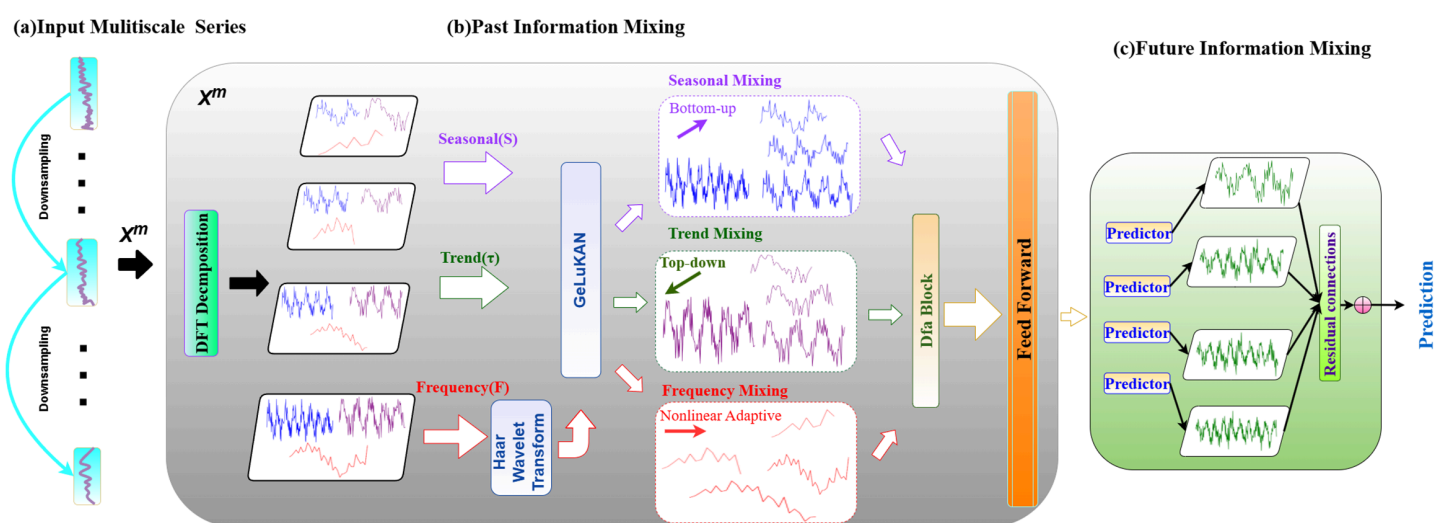 (a)Input Mulitiscale Series
(b)Past Information Mixing
(c)Future Information Mixing
Downsampling
Downsampling
X^m
X^m
DFT Decmposition
Seasonal(S)
Trend(τ)
Frequency(F)
Haar
Wavelet
Transform
GeLuKAN
Seasonal Mixing
Bottom-up
Trend Mixing
Top-down
Frequency Mixing
Nonlinear Adaptive
Dfa Block
Feed Forward
Predictor
Predictor
Predictor
Predictor
Residual connections
Prediction